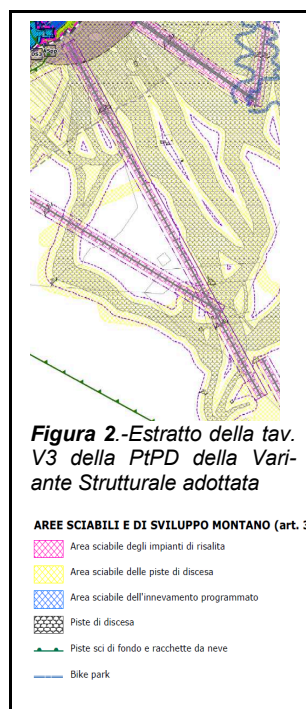 Figura 2.-Estratto della tav.
V3 della PtPD della Vari-
ante Strutturale adottata
AREE SCIABILI E DI SVILUPPO MONTANO (art. 3
Area sciabile degli impianti di risalita
Area sciabile delle piste di discesa
Area sciabile dell'innevamento programmato
Piste di discesa
Piste sci di fondo e racchette da neve
Bike park